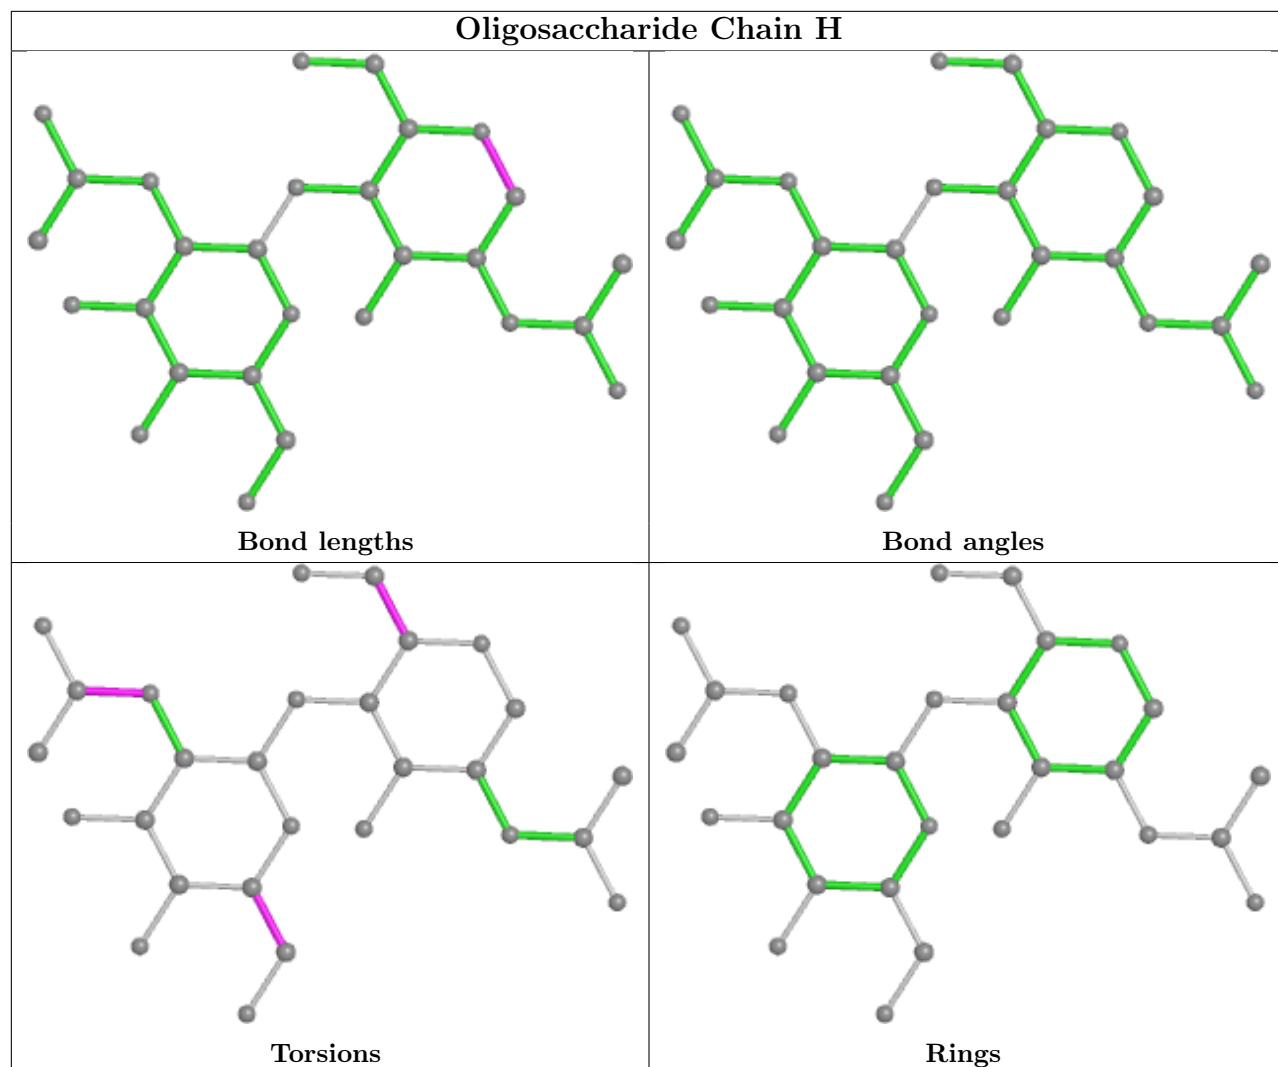 Oligosaccharide Chain H
Bond lengths
Bond angles
Torsions
Rings